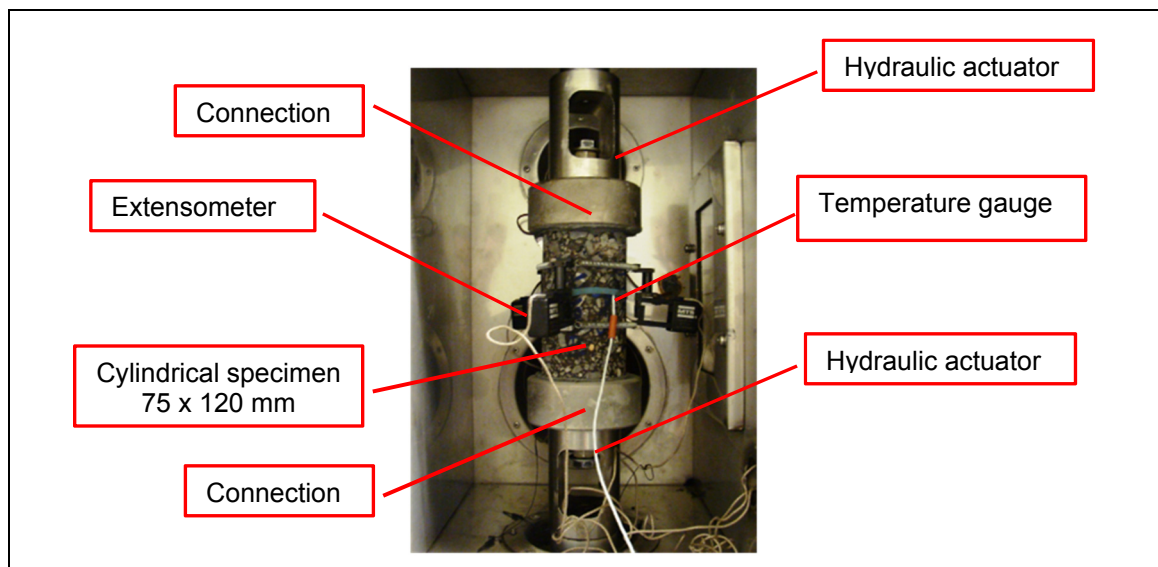 Hydraulic actuator
Connection
Extensometer
Temperature gauge
Cylindrical specimen
75 x 120 mm
Hydraulic actuator
Connection